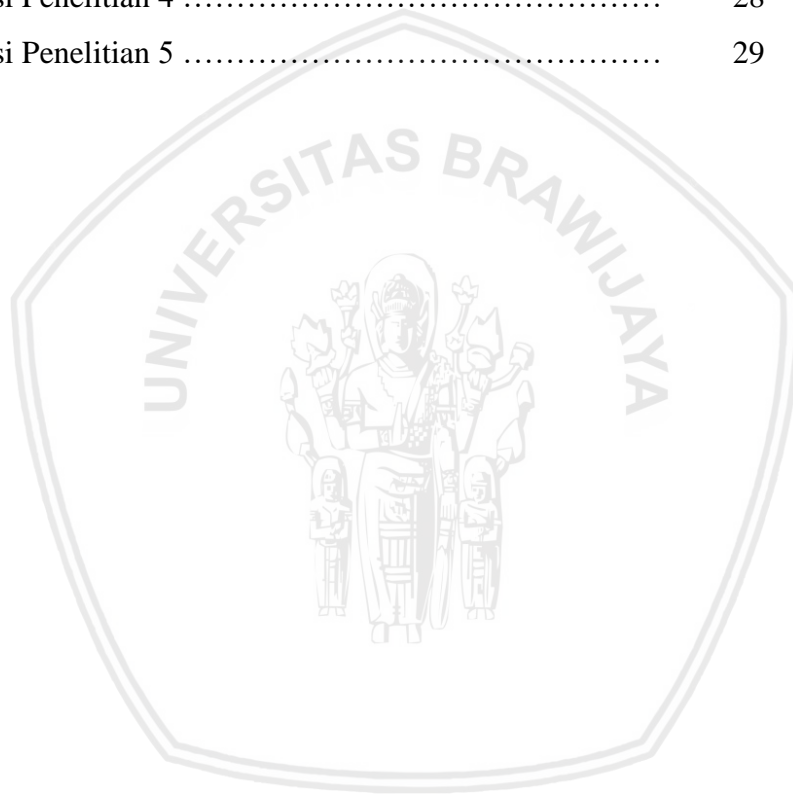 si Penelitian 4 ………………………………………… 28
si Penelitian 5 ………………………………………… 29
UNIVERSITAS BRAWIJAYA